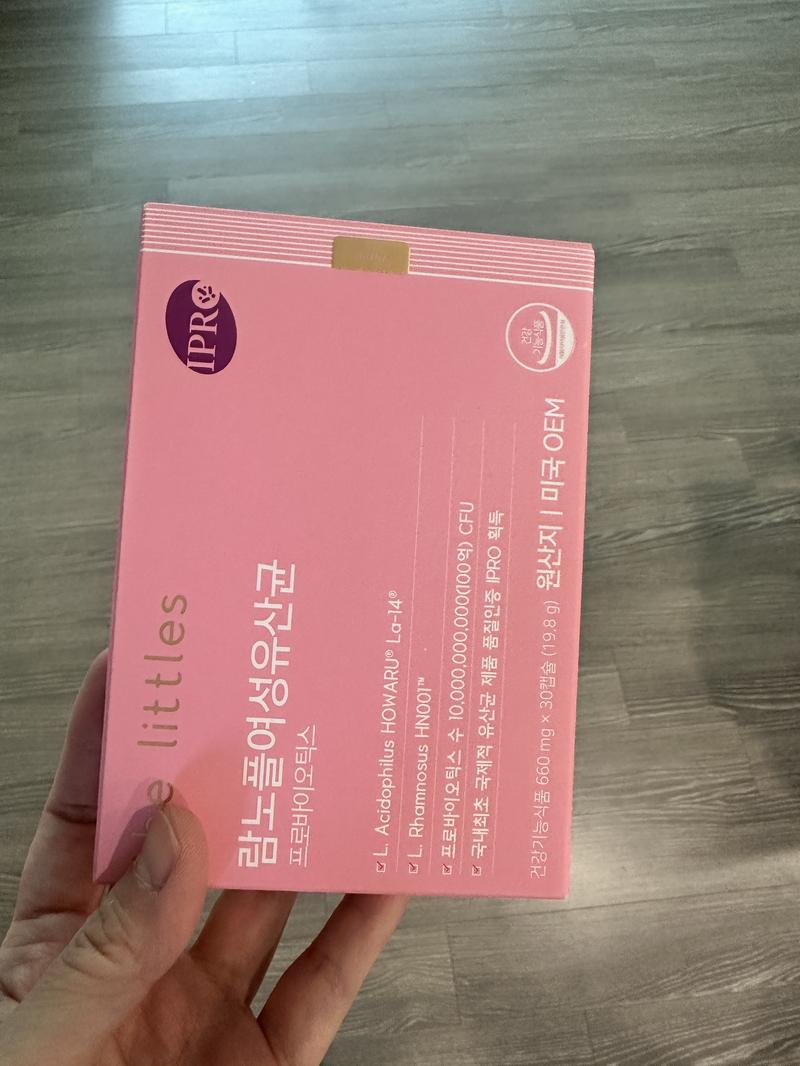 littles
IPRO
람노플여성유산균
프로바이오틱스
L. Acidophilus HOWARU® La-14®
L. Rhamnosus HN001™
프로바이오틱스 수 10,000,000,000(100억) CFU
국내최초 국제적 유산균 제품 품질인증 IPRO 획득
건강기능식품 660 mg × 30캡슐 (19.8 g) 원산지 | 미국 OEM
건강
기능식품